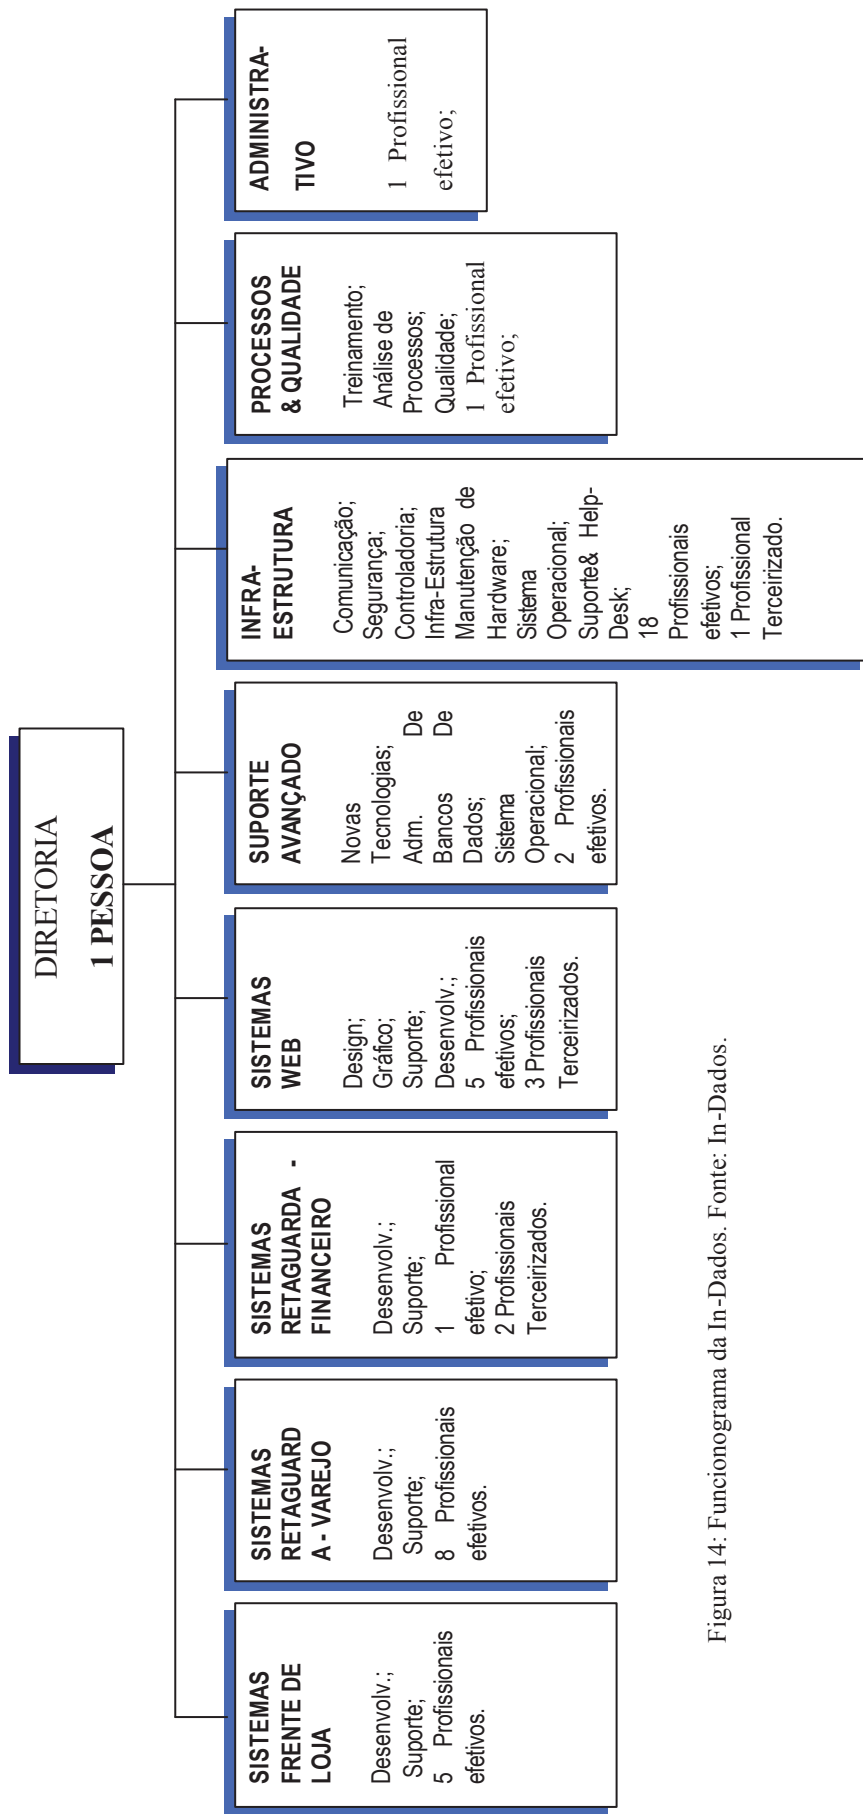 DIRETORIA
1 PESSOA
SISTEMAS
FRENTE DE
LOJA
Desenvolv.;
Suporte;
5 Profissionais
efetivos.
SISTEMAS
RETAGUARD
A - VAREJO
Desenvolv.;
Suporte;
8 Profissionais
efetivos.
SISTEMAS
RETAGUARDA -
FINANCEIRO
Desenvolv.;
Suporte;
1 Profissional
efetivo;
2 Profissionais
Terceirizados.
SISTEMAS
WEB
Design;
Gráfico;
Suporte;
Desenvolv.;
5 Profissionais
efetivos;
3 Profissionais
Terceirizados.
SUPORTE
AVANÇADO
Novas
Tecnologias;
Adm. De
Bancos De
Dados;
Sistema
Operacional;
2 Profissionais
efetivos.
INFRA-
ESTRUTURA
Comunicação;
Segurança;
Controladoria;
Infra-Estrutura
Manutenção de
Hardware;
Sistema
Operacional;
Suporte& Help-
Desk;
18
Profissionais
efetivos;
1 Profissional
Terceirizado.
PROCESSOS
& QUALIDADE
Treinamento;
Análise de
Processos;
Qualidade;
1 Profissional
efetivo;
ADMINISTRA-
TIVO
1 Profissional
efetivo;
Figura 14: Funcionograma da In-Dados. Fonte: In-Dados.